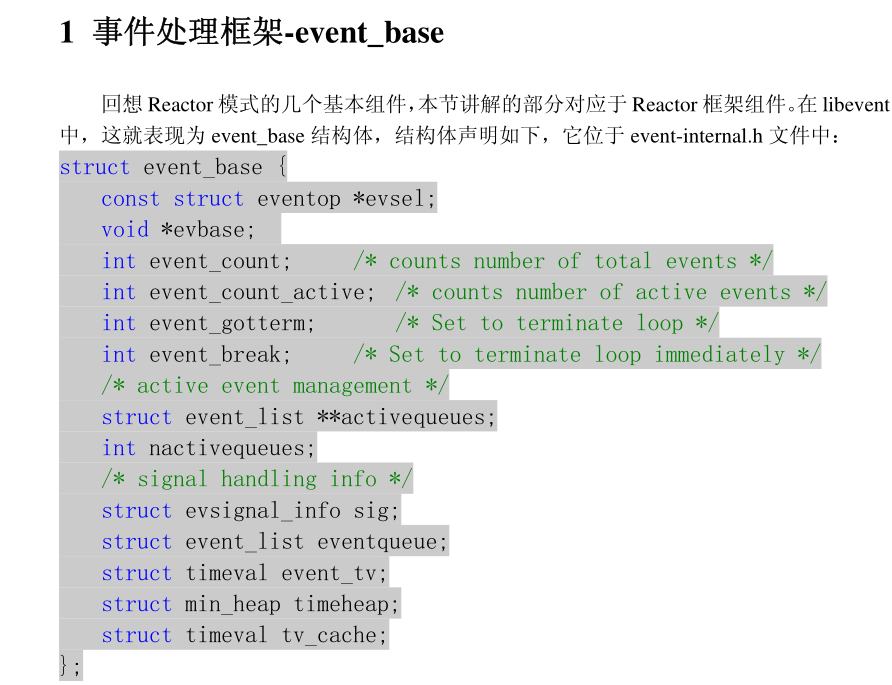 1 事件处理框架-event_base
回想 Reactor 模式的几个基本组件，本节讲解的部分对应于 Reactor 框架组件。在 libevent
中，这就表现为 event_base 结构体，结构体声明如下，它位于 event-internal.h 文件中：
struct event_base {
const struct eventop *evsel;
void *evbase;
int event_count; /* counts number of total events */
int event_count_active; /* counts number of active events */
int event_gotterm; /* Set to terminate loop */
int event_break; /* Set to terminate loop immediately */
/* active event management */
struct event_list **activequeues;
int nactivequeues;
/* signal handling info */
struct evsignal_info sig;
struct event_list eventqueue;
struct timeval event_tv;
struct min_heap timeheap;
struct timeval tv_cache;
};